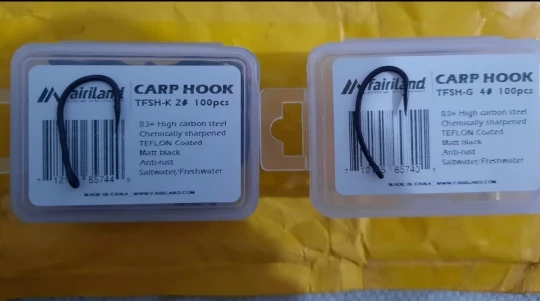 fairiland
CARP HOOK
TFSH-K 2# 100pcs
83# High carbon steel
Chemically sharpened
TEFLON Coated
Matt black
Anti-rust
Saltwater/Freshwater
MADE IN CHINA WWW.FAIRILAND.COM
fairiland
CARP HOOK
TFSH-G 4# 100pcs
83# High carbon steel
Chemically sharpened
TEFLON Coated
Matt black
Anti-rust
Saltwater/Freshwater
MADE IN CHINA WWW.FAIRILAND.COM